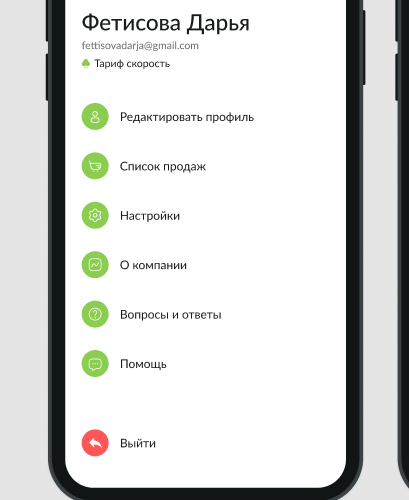 Фетисова Дарья
fettisovadarja@gmail.com
Тариф скорость
Редактировать профиль
Список продаж
Настройки
О компании
Вопросы и ответы
Помощь
Выйти